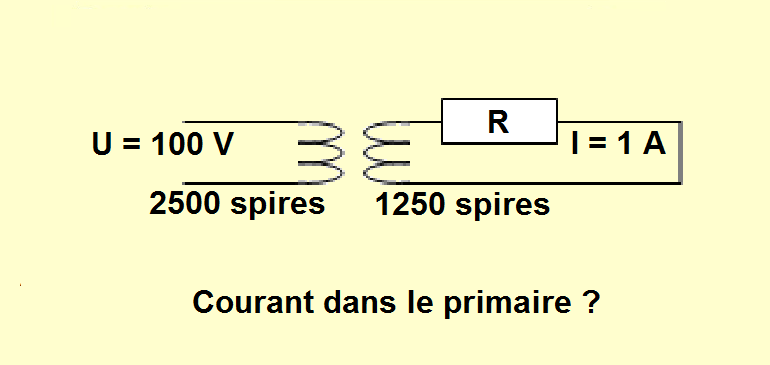 R
U = 100 V
I = 1 A
2500 spires
1250 spires
Courant dans le primaire ?